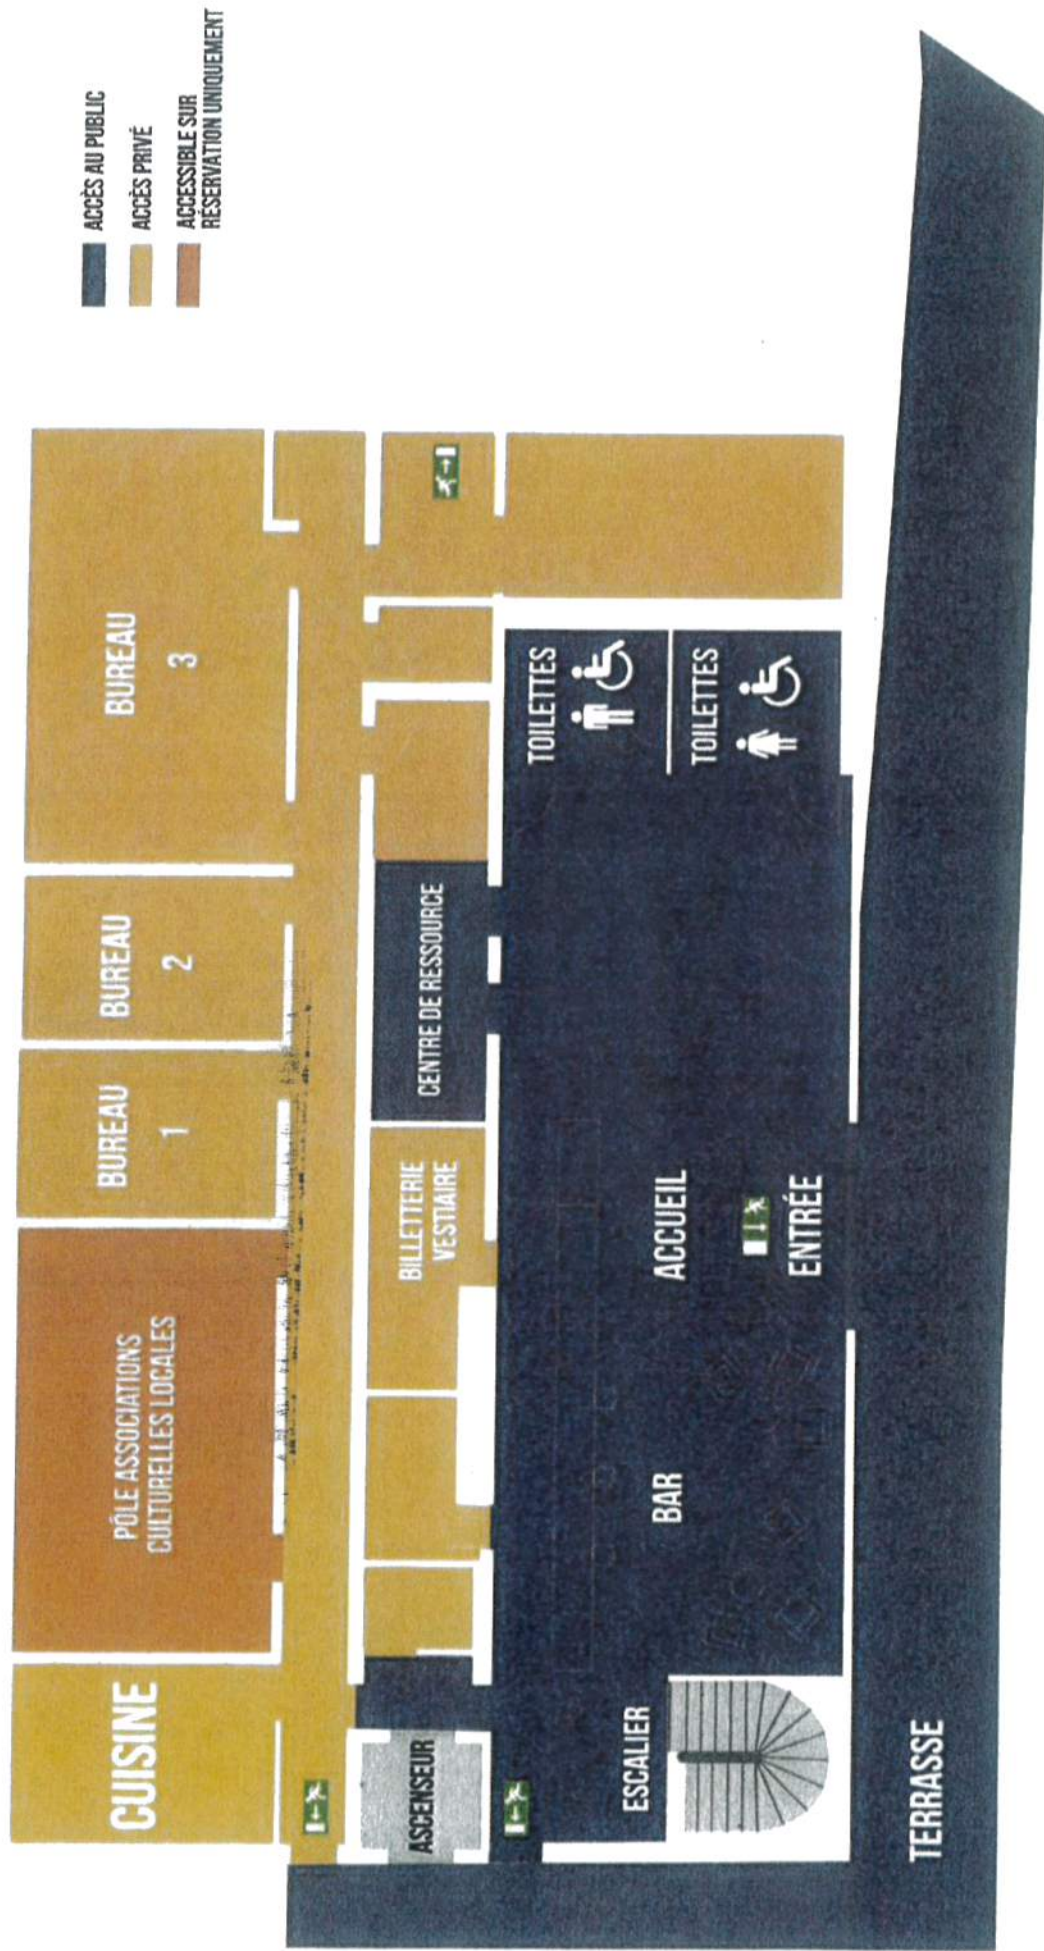 ACCÈS AU PUBLIC
ACCÈS PRIVÉ
ACCESSIBLE SUR
RÉSERVATION UNIQUEMENT
CUISINE
PÔLE ASSOCIATIONS
CULTURELLES LOCALES
BUREAU
1
BUREAU
2
BUREAU
3
ASCENSEUR
BILLETTERIE
VESTIAIRE
CENTRE DE RESSOURCE
ESCALIER
BAR
ACCUEIL
ENTRÉE
TOILETTES
TOILETTES
TERRASSE